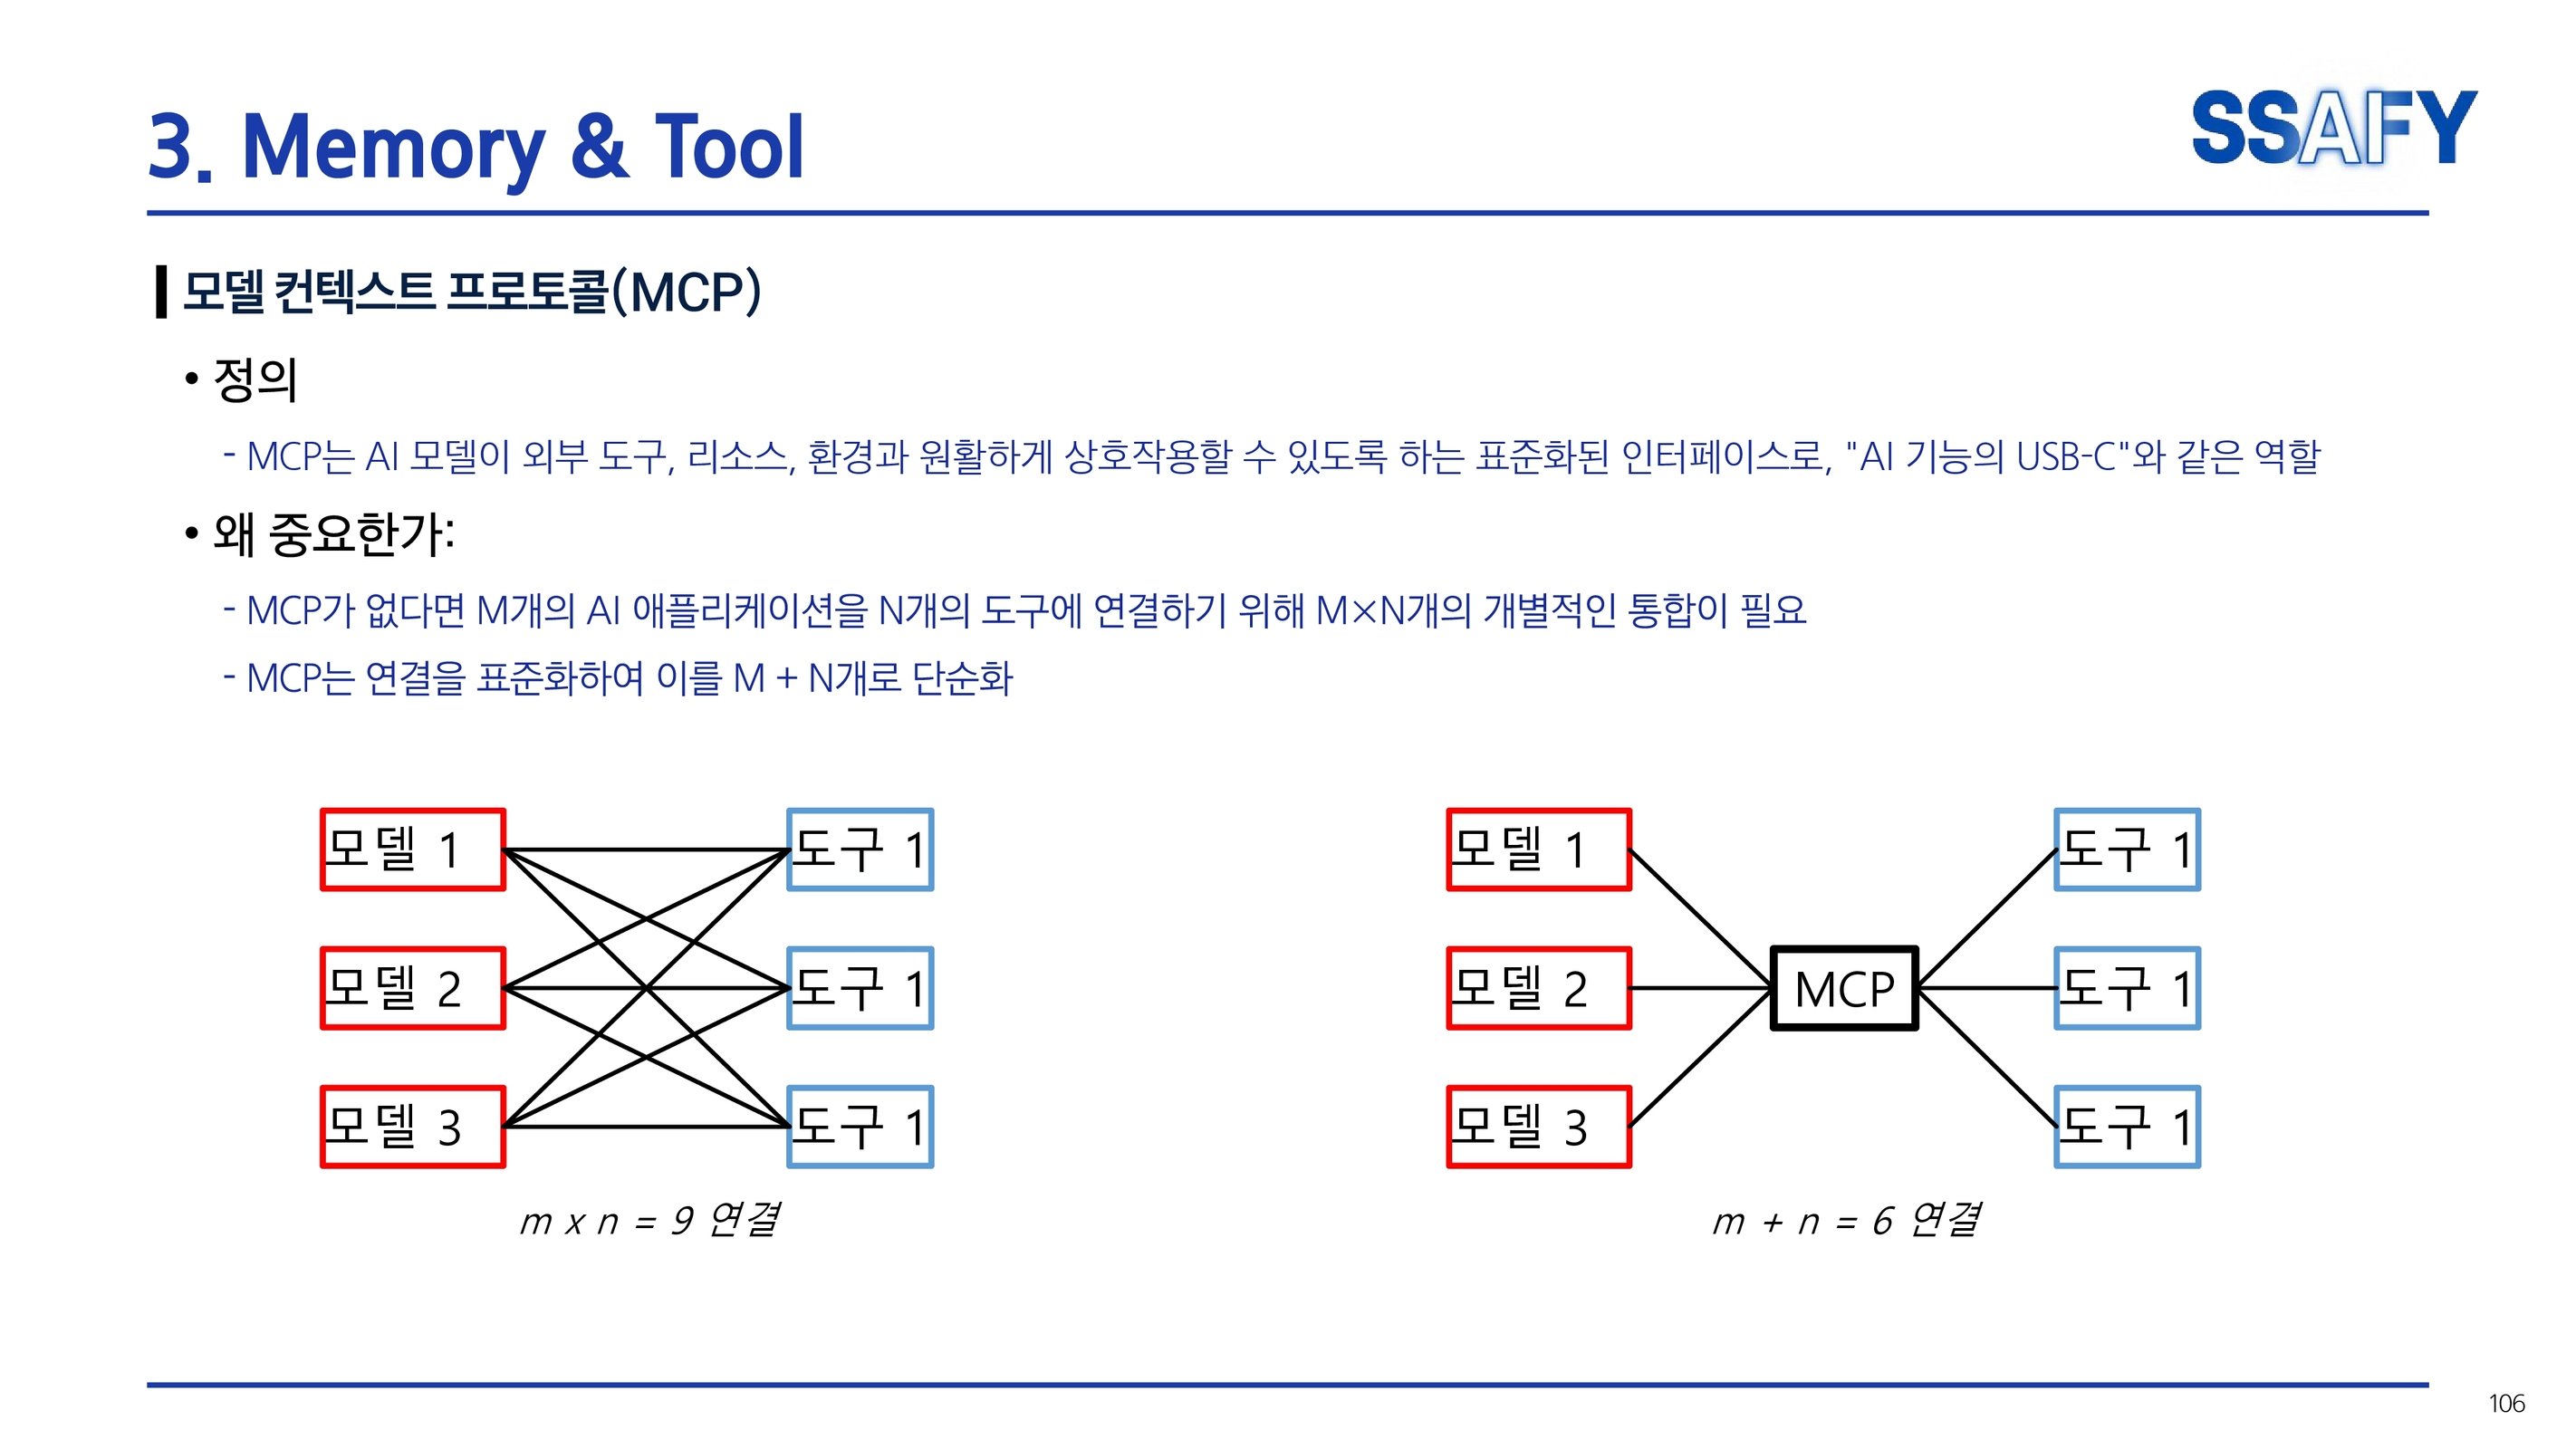 3. Memory & Tool
SSAFY
모델 컨텍스트 프로토콜(MCP)
• 정의
- MCP는 AI 모델이 외부 도구, 리소스, 환경과 원활하게 상호작용할 수 있도록 하는 표준화된 인터페이스로, "AI 기능의 USB-C"와 같은 역할
• 왜 중요한가:
- MCP가 없다면 M개의 AI 애플리케이션을 N개의 도구에 연결하기 위해 M×N개의 개별적인 통합이 필요
- MCP는 연결을 표준화하여 이를 M + N개로 단순화
모델 1
도구 1
모델 2
도구 1
모델 3
도구 1
m x n = 9 연결
모델 1
도구 1
모델 2
MCP
도구 1
모델 3
도구 1
m + n = 6 연결
106